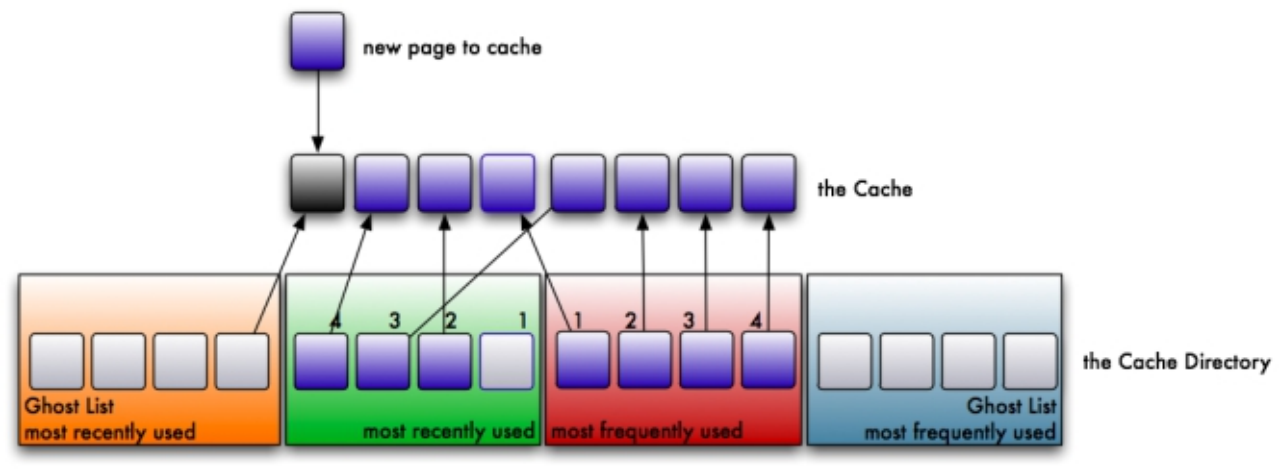 new page to cache
the Cache
4 3 2 1 1 2 3 4
the Cache Directory
Ghost List
most recently used
most recently used
most frequently used
Ghost List
most frequently used